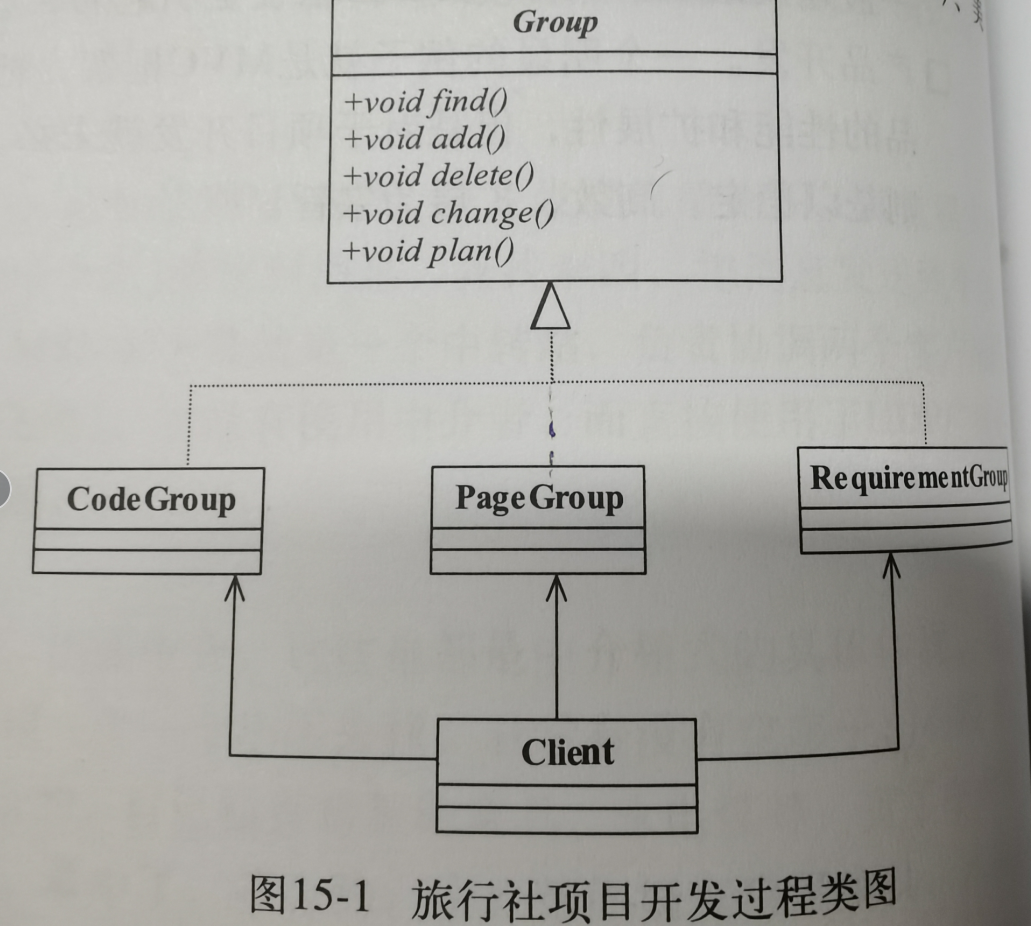 Group
+void find()
+void add()
+void delete()
+void change()
+void plan()
CodeGroup
PageGroup
RequirementGroup
Client
图15-1 旅行社项目开发过程类图